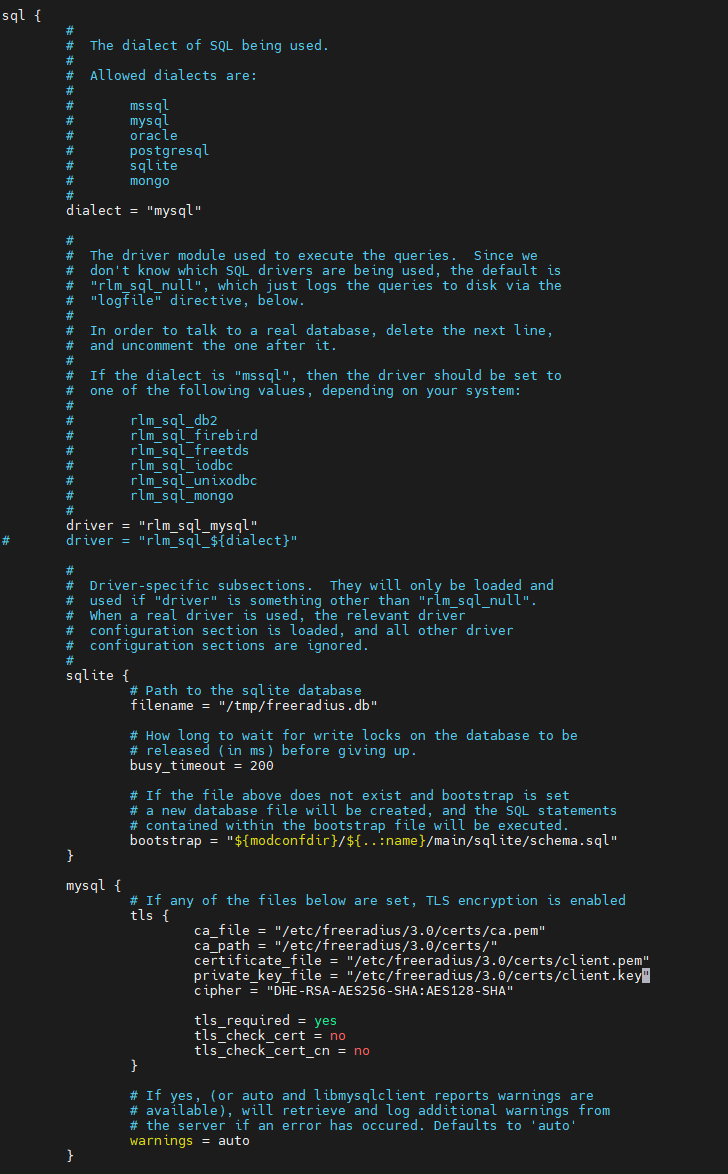 sql {
#
#  The dialect of SQL being used.
#
#  Allowed dialects are:
#
#       mssql
#       mysql
#       oracle
#       postgresql
#       sqlite
#       mongo
#
dialect = "mysql"
#
#  The driver module used to execute the queries.  Since we
#  don't know which SQL drivers are being used, the default is
#  "rlm_sql_null", which just logs the queries to disk via the
#  "logfile" directive, below.
#
#  In order to talk to a real database, delete the next line,
#  and uncomment the one after it.
#
#  If the dialect is "mssql", then the driver should be set to
#  one of the following values, depending on your system:
#
#       rlm_sql_db2
#       rlm_sql_firebird
#       rlm_sql_freetds
#       rlm_sql_iodbc
#       rlm_sql_unixodbc
#       rlm_sql_mongo
#
driver = "rlm_sql_mysql"
#       driver = "rlm_sql_${dialect}"
#
#  Driver-specific subsections.  They will only be loaded and
#  used if "driver" is something other than "rlm_sql_null".
#  When a real driver is used, the relevant driver
#  configuration section is loaded, and all other driver
#  configuration sections are ignored.
#
sqlite {
# Path to the sqlite database
filename = "/tmp/freeradius.db"
# How long to wait for write locks on the database to be
# released (in ms) before giving up.
busy_timeout = 200
# If the file above does not exist and bootstrap is set
# a new database file will be created, and the SQL statements
# contained within the bootstrap file will be executed.
bootstrap = "${modconfdir}/${..:name}/main/sqlite/schema.sql"
}
mysql {
# If any of the files below are set, TLS encryption is enabled
tls {
ca_file = "/etc/freeradius/3.0/certs/ca.pem"
ca_path = "/etc/freeradius/3.0/certs/"
certificate_file = "/etc/freeradius/3.0/certs/client.pem"
private_key_file = "/etc/freeradius/3.0/certs/client.key"
cipher = "DHE-RSA-AES256-SHA:AES128-SHA"
tls_required = yes
tls_check_cert = no
tls_check_cert_cn = no
}
# If yes, (or auto and libmysqlclient reports warnings are
# available), will retrieve and log additional warnings from
# the server if an error has occured. Defaults to 'auto'
warnings = auto
}